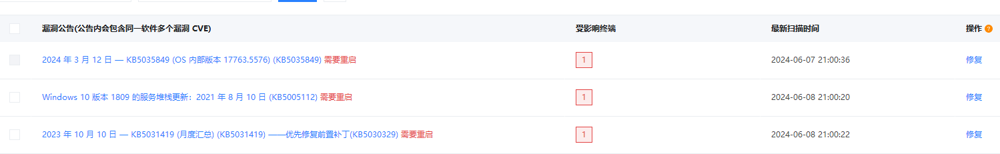 漏洞公告(公告内会包含同一软件多个漏洞 CVE) 受影响终端 最新扫描时间 操作 ?
2024 年 3 月 12 日 — KB5035849 (OS 内部版本 17763.5576) (KB5035849) 需要重启 1 2024-06-07 21:00:36 修复
Windows 10 版本 1809 的服务堆栈更新：2021 年 8 月 10 日 (KB5005112) 需要重启 1 2024-06-08 21:00:20 修复
2023 年 10 月 10 日 — KB5031419 (月度汇总) (KB5031419) ——优先修复前置补丁(KB5030329) 需要重启 1 2024-06-08 21:00:22 修复